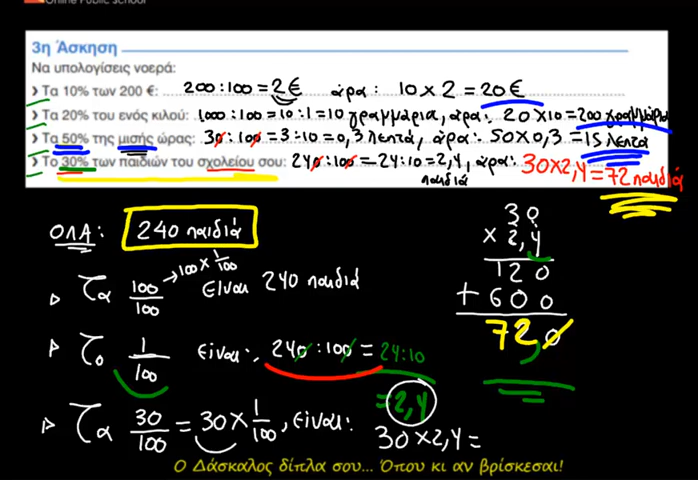 Online Public School
3η Άσκηση
Να υπολογίσεις νοερά:
Τα 10% των 200 €: 200 : 100 = 2 € άρα: 10 x 2 = 20 €
Τα 20% του ενός κιλού: 1000 : 100 = 10 : 1 = 10 γραμμάρια, άρα: 20 x 10 = 200 γραμμάρια
Τα 50% της μισής ώρας: 30 : 100 = 3 : 10 = 0,3 λεπτά, άρα: 50 x 0,3 = 15 λεπτά
Το 30% των παιδιών του σχολείου σου: 240 : 100 = 24 : 10 = 2,4 παιδιά, άρα: 30 x 2,4 = 72 παιδιά
ΟΛΑ: 240 παιδιά
Τα 100/100 → 100 x 1/100 είναι 240 παιδιά
Το 1/100 είναι: 240 : 100 = 24 : 10
= 2,4
Τα 30/100 = 30 x 1/100, είναι:
30 x 2,4 =
30
x 2,4
120
+ 600
72,0
Ο Δάσκαλος δίπλα σου... Όπου κι αν βρίσκεσαι!